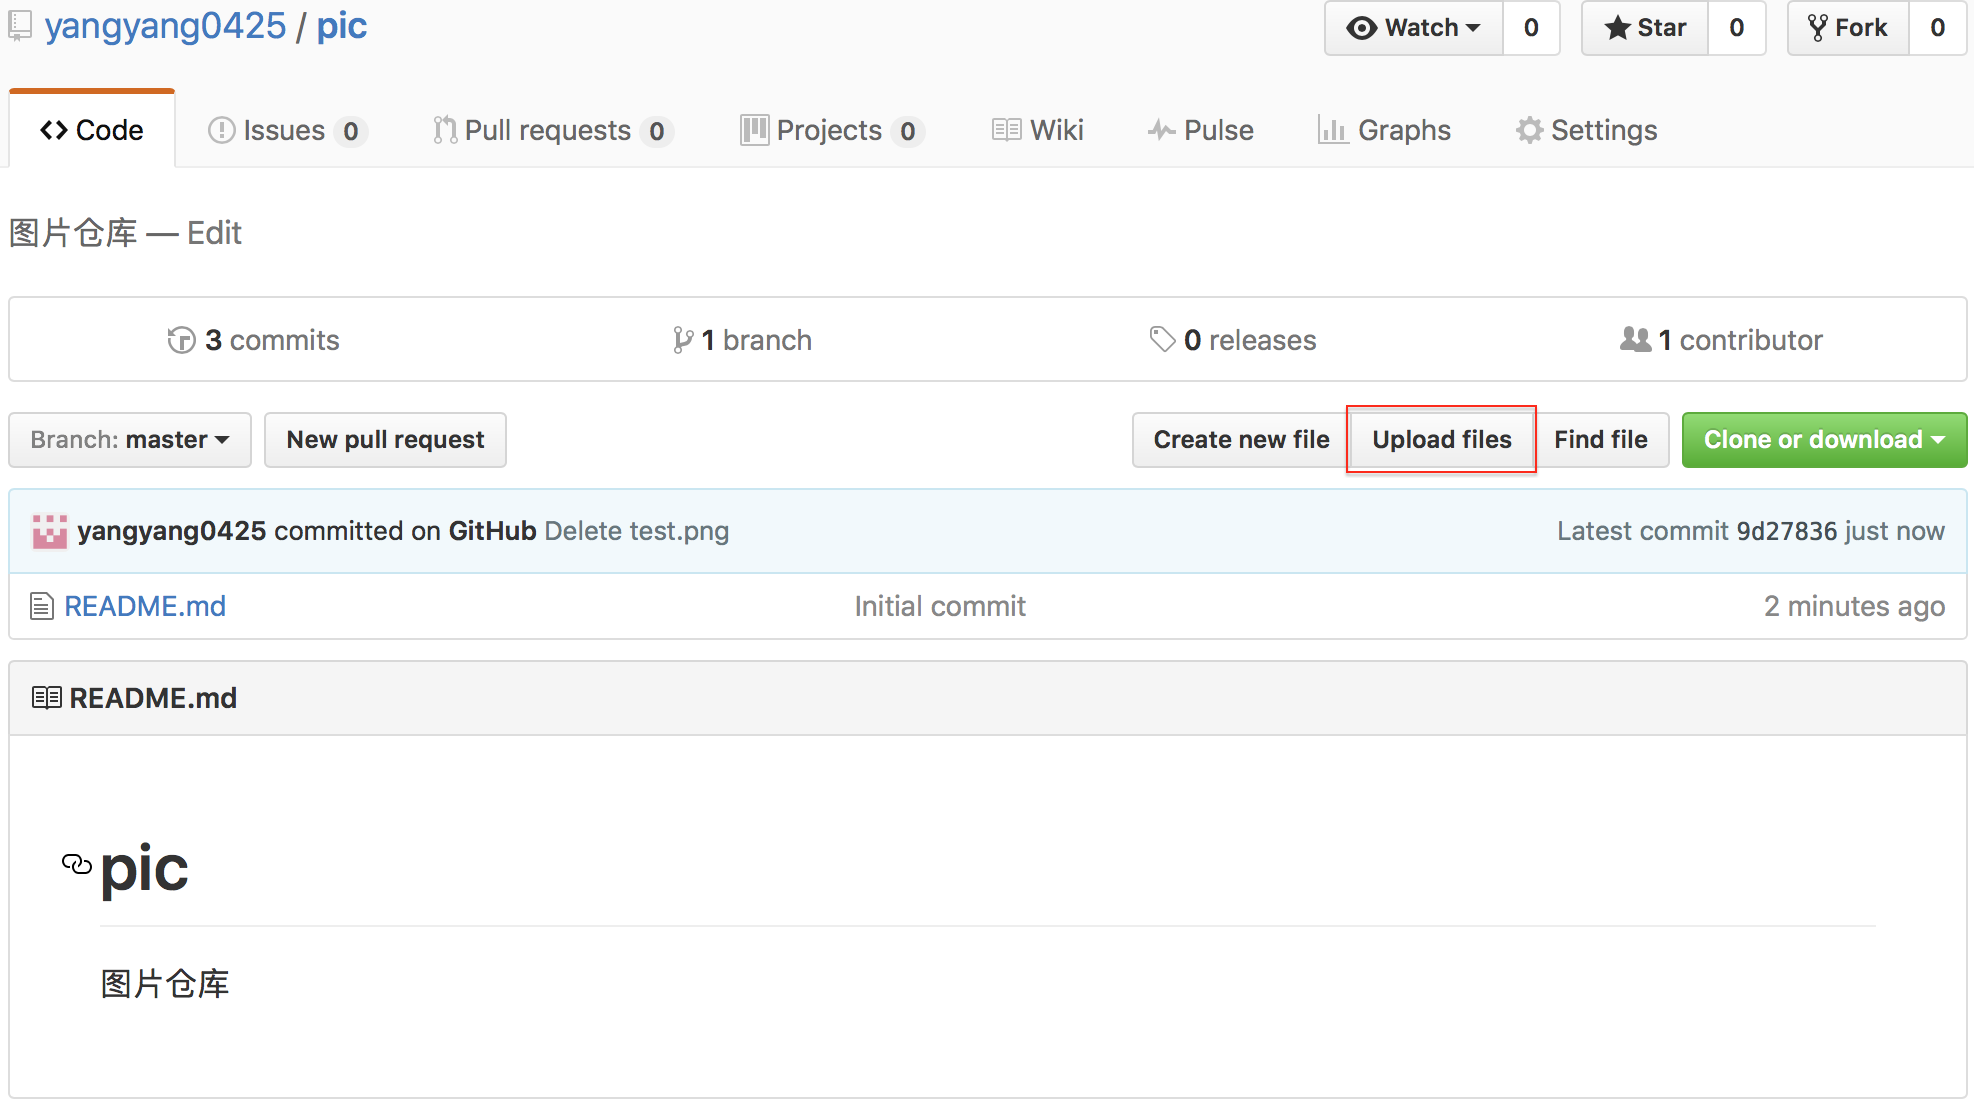 yangyang0425 / pic Watch 0 Star 0 Fork 0
Code Issues 0 Pull requests 0 Projects 0 Wiki Pulse Graphs Settings
图片仓库 — Edit
3 commits 1 branch 0 releases 1 contributor
Branch: master New pull request Create new file Upload files Find file Clone or download
yangyang0425 committed on GitHub Delete test.png Latest commit 9d27836 just now
README.md Initial commit 2 minutes ago
README.md
pic
图片仓库